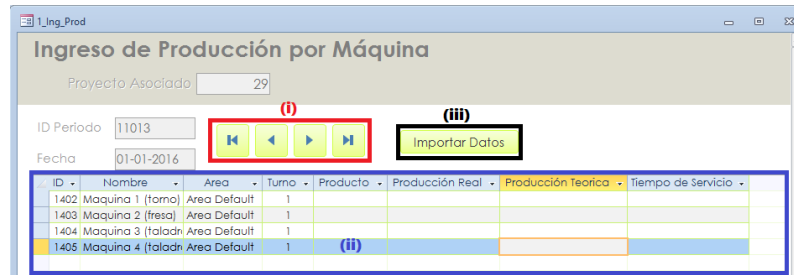 1_Ing_Prod
Ingreso de Producción por Máquina
Proyecto Asociado 29
(i)
(iii)
ID Periodo 11013
Importar Datos
Fecha 01-01-2016
ID Nombre Area Turno Producto Producción Real Producción Teorica Tiempo de Servicio
1402 Maquina 1 (torno) Area Default 1
1403 Maquina 2 (fresa) Area Default 1
1404 Maquina 3 (taladr Area Default 1
1405 Maquina 4 (taladr Area Default 1 (ii)